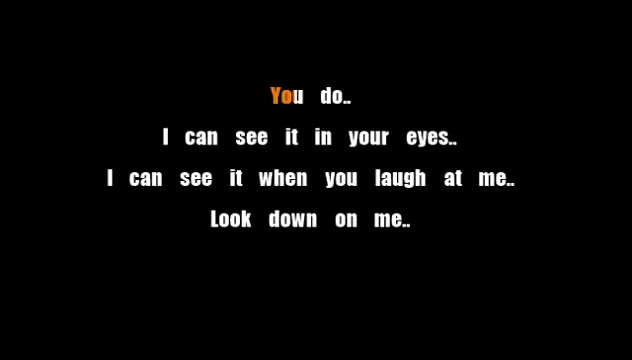 You do..
I can see it in your eyes..
I can see it when you laugh at me..
Look down on me..